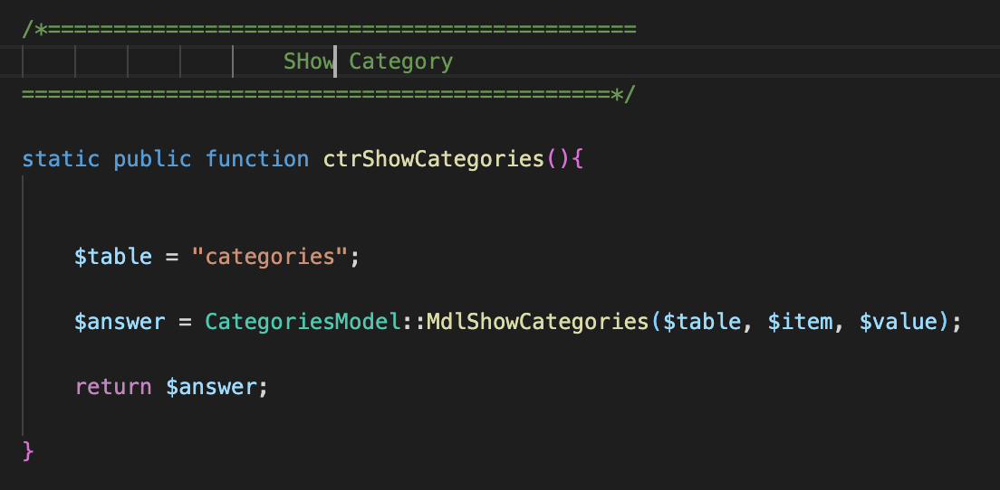 /*=============================================
SHow Category
=============================================*/
static public function ctrShowCategories(){
$table = "categories";
$answer = CategoriesModel::MdlShowCategories($table, $item, $value);
return $answer;
}